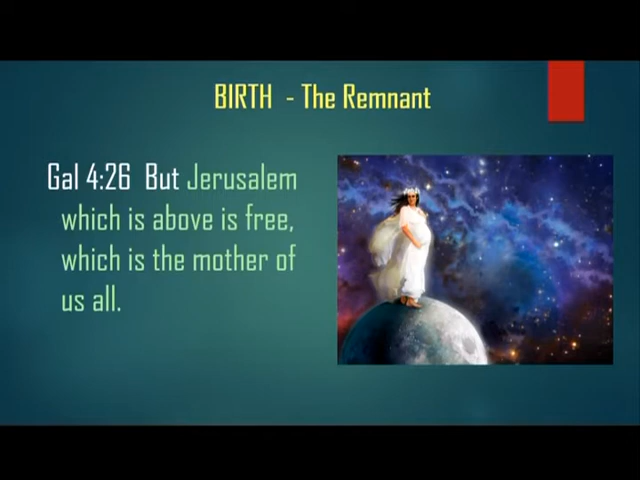 BIRTH - The Remnant
Gal 4:26 But Jerusalem
which is above is free,
which is the mother of
us all.